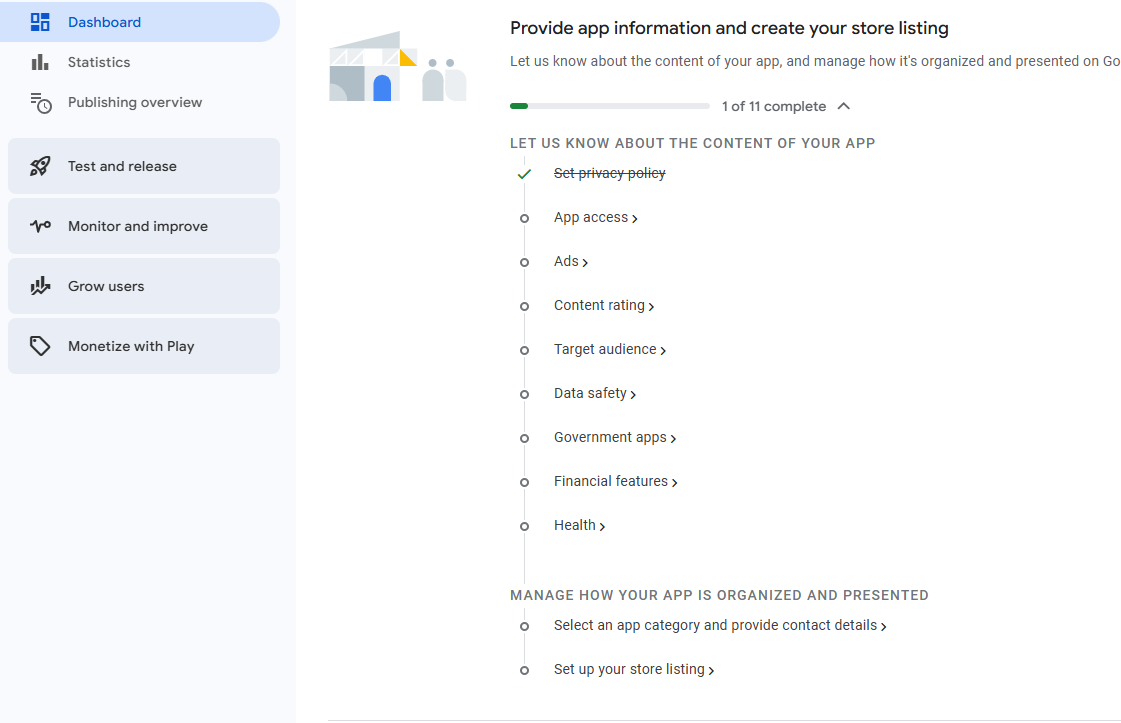 Dashboard
Statistics
Publishing overview
Test and release
Monitor and improve
Grow users
Monetize with Play
Provide app information and create your store listing
Let us know about the content of your app, and manage how it's organized and presented on Go
1 of 11 complete
LET US KNOW ABOUT THE CONTENT OF YOUR APP
Set privacy policy
App access
Ads
Content rating
Target audience
Data safety
Government apps
Financial features
Health
MANAGE HOW YOUR APP IS ORGANIZED AND PRESENTED
Select an app category and provide contact details
Set up your store listing